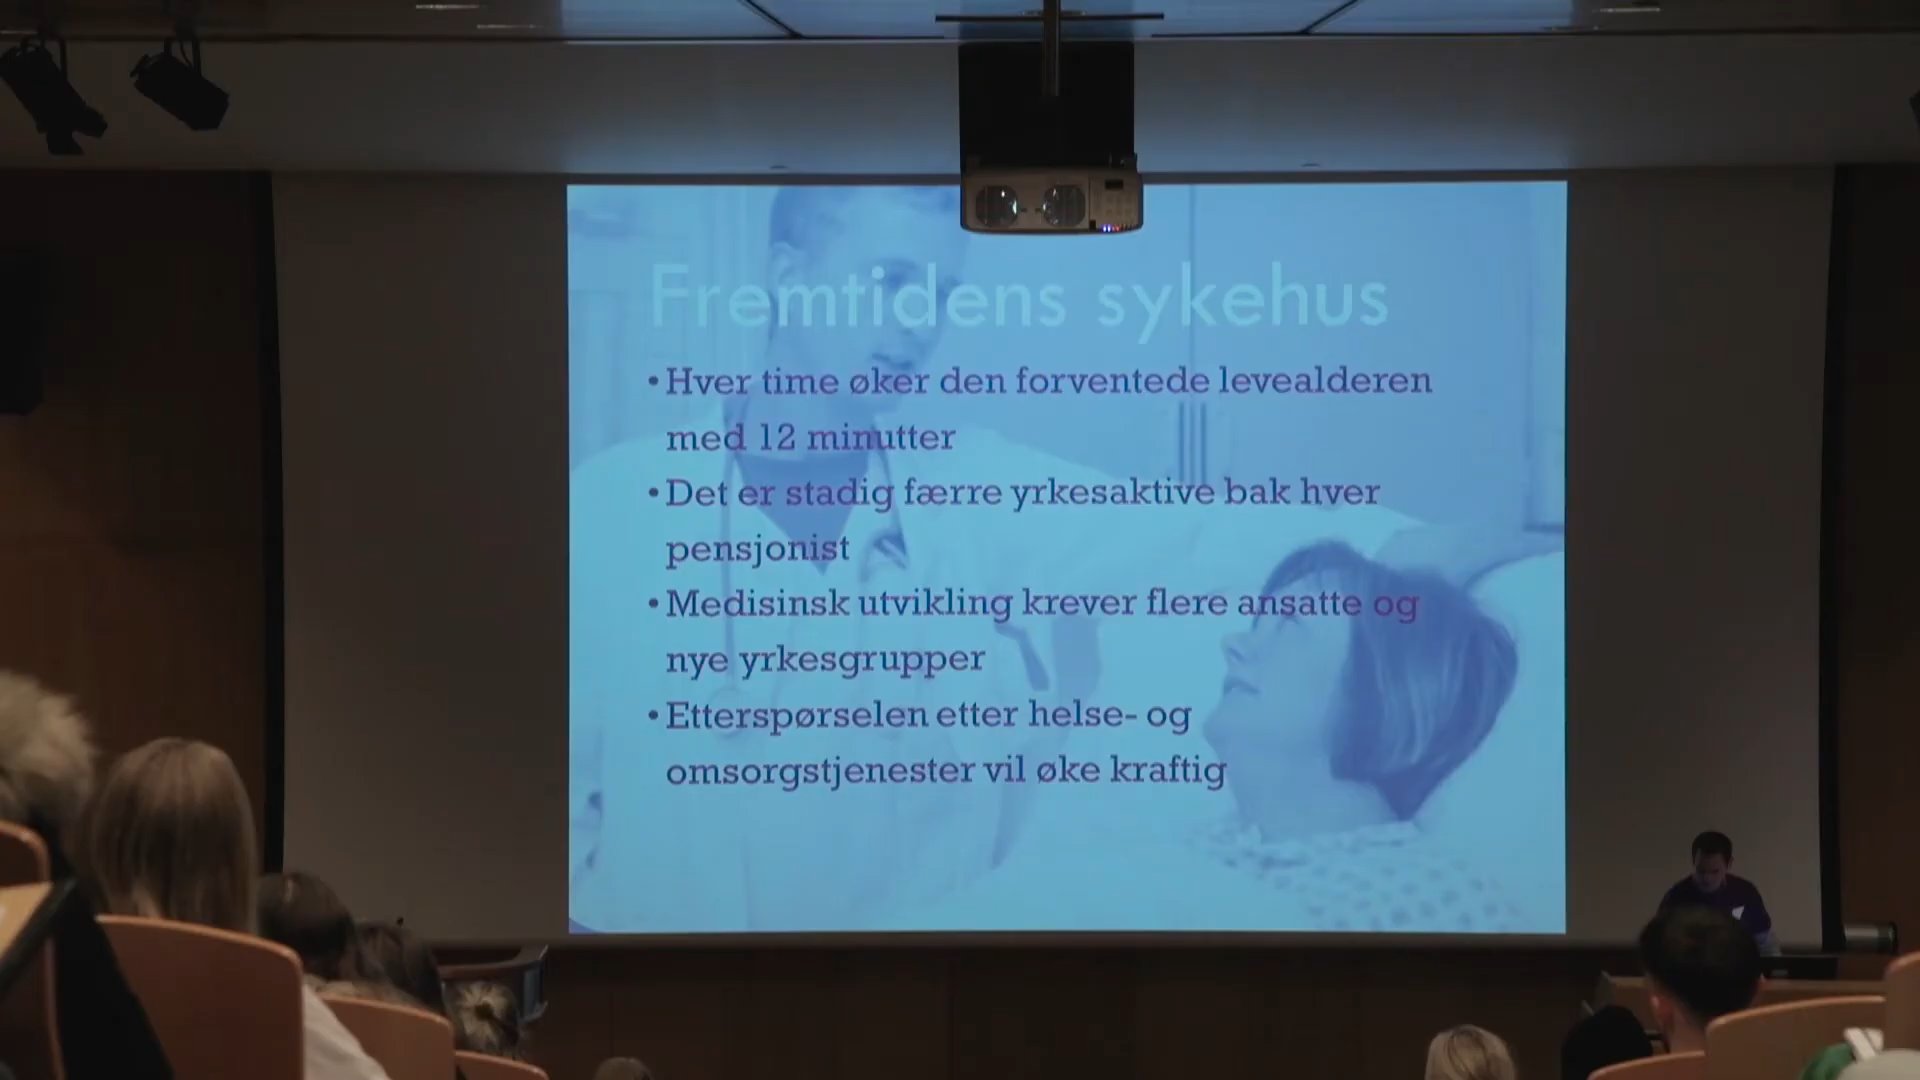 Fremtidens sykehus
• Hver time øker den forventede levealderen
med 12 minutter
• Det er stadig færre yrkesaktive bak hver
pensjonist
• Medisinsk utvikling krever flere ansatte og
nye yrkesgrupper
• Etterspørselen etter helse- og
omsorgstjenester vil øke kraftig